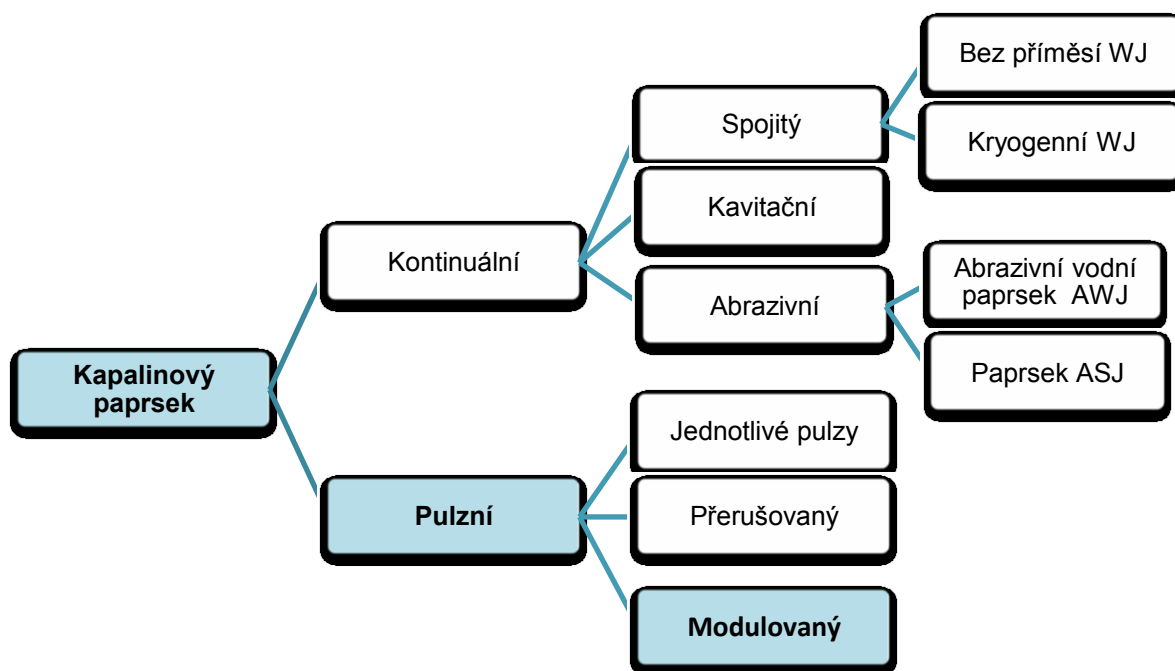 Bez příměsí WJ
Spojitý
Kryogenní WJ
Kavitační
Kontinuální
Abrazivní vodní
paprsek AWJ
Abrazivní
Paprsek ASJ
Kapalinový
paprsek
Jednotlivé pulzy
Pulzní
Přerušovaný
Modulovaný